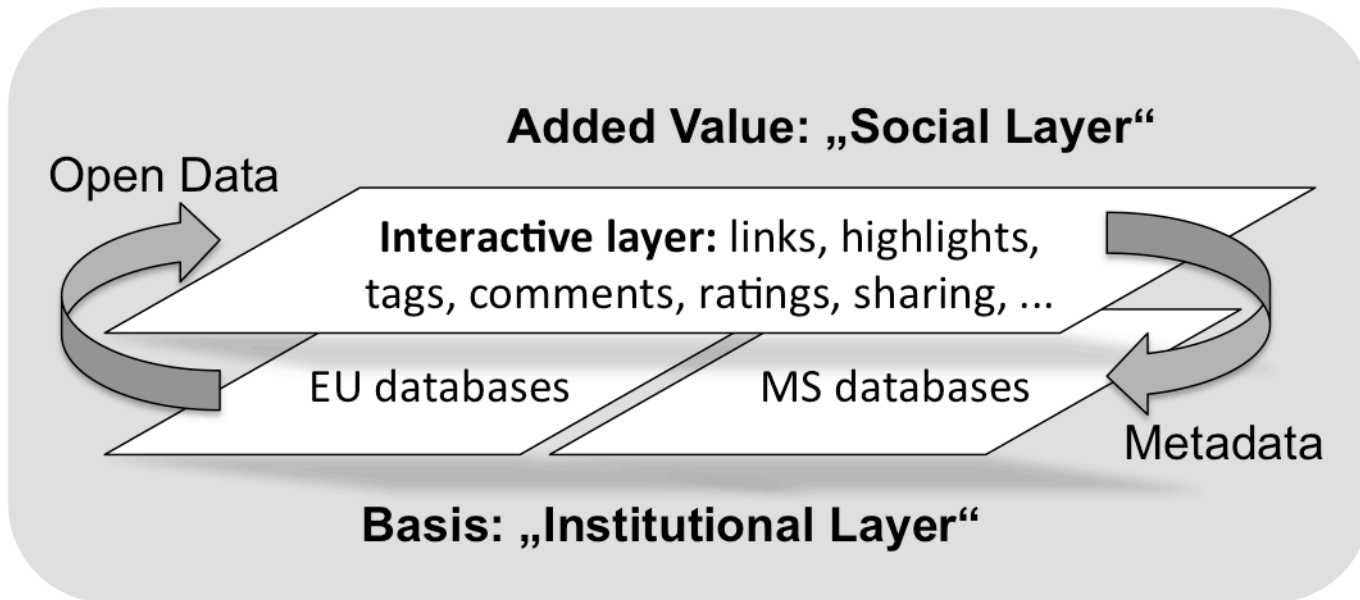 Added Value: „Social Layer“
Open Data
Interactive layer: links, highlights,
tags, comments, ratings, sharing, ...
EU databases
MS databases
Metadata
Basis: „Institutional Layer“